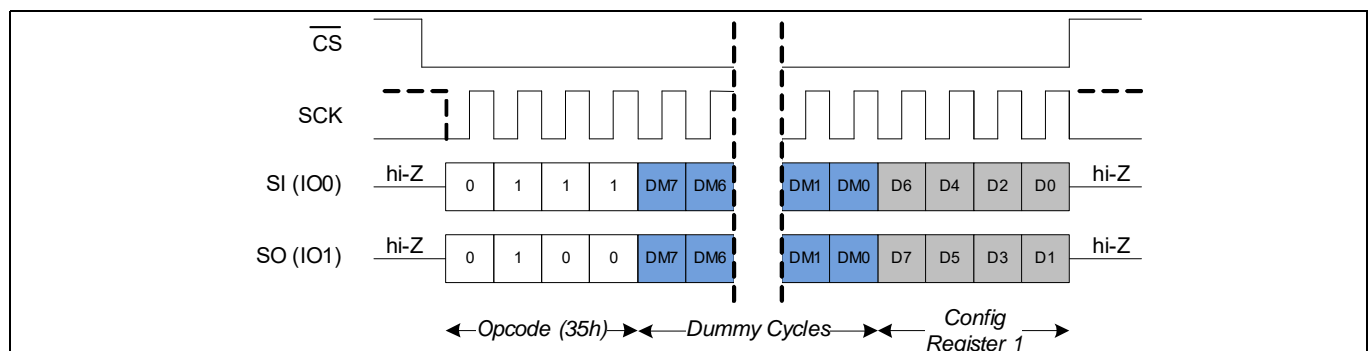 CS
SCK
hi-Z
hi-Z
SI (IO0)
0 1 1 1 DM7 DM6 DM1 DM0 D6 D4 D2 D0
hi-Z
hi-Z
SO (IO1)
0 1 0 0 DM7 DM6 DM1 DM0 D7 D5 D3 D1
Opcode (35h) Dummy Cycles Config
Register 1